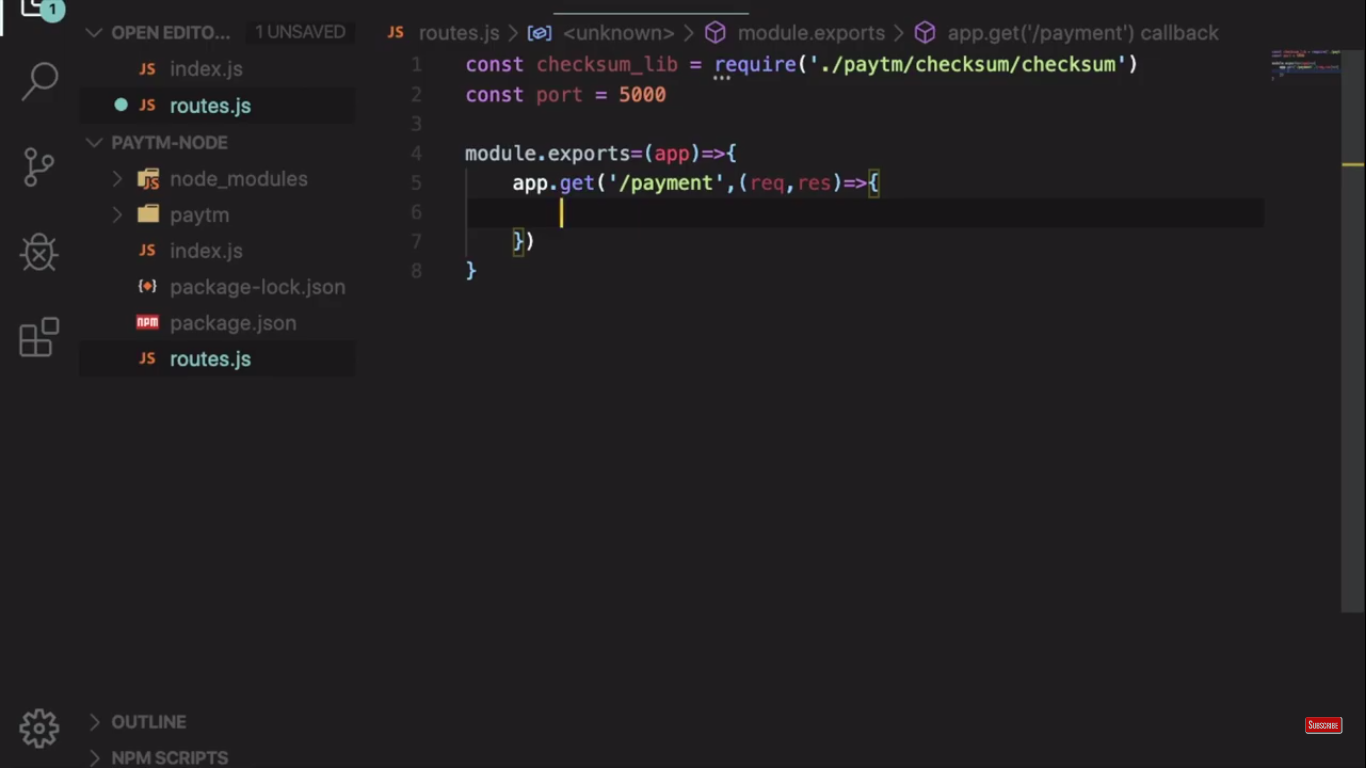 1
OPEN EDITO... 1 UNSAVED
JS index.js
JS routes.js
PAYTM-NODE
node_modules
paytm
JS index.js
package-lock.json
npm package.json
JS routes.js
OUTLINE
NPM SCRIPTS
JS routes.js > <unknown> > module.exports > app.get('/payment') callback
1 const checksum_lib = require('./paytm/checksum/checksum')
2 const port = 5000
3
4 module.exports=(app)=>{
5 app.get('/payment',(req,res)=>{
6
7 })
8 }
SUBSCRIBE